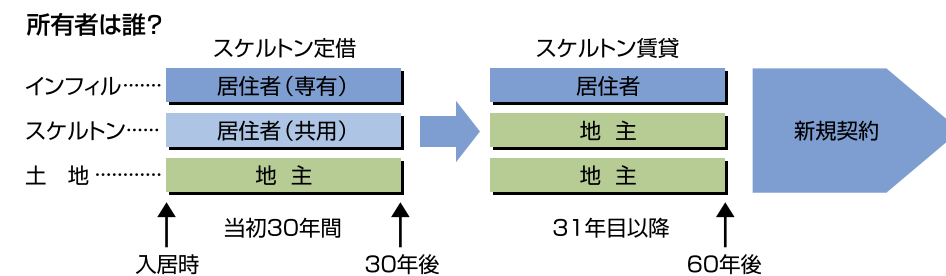 所有者は誰?
スケルトン定借 スケルトン賃貸
インフィル……… 居住者（専有） 居住者
スケルトン…… 居住者（共用） 地 主 新規契約
土 地………… 地 主 地 主
当初30年間 31年目以降
入居時 30年後 60年後